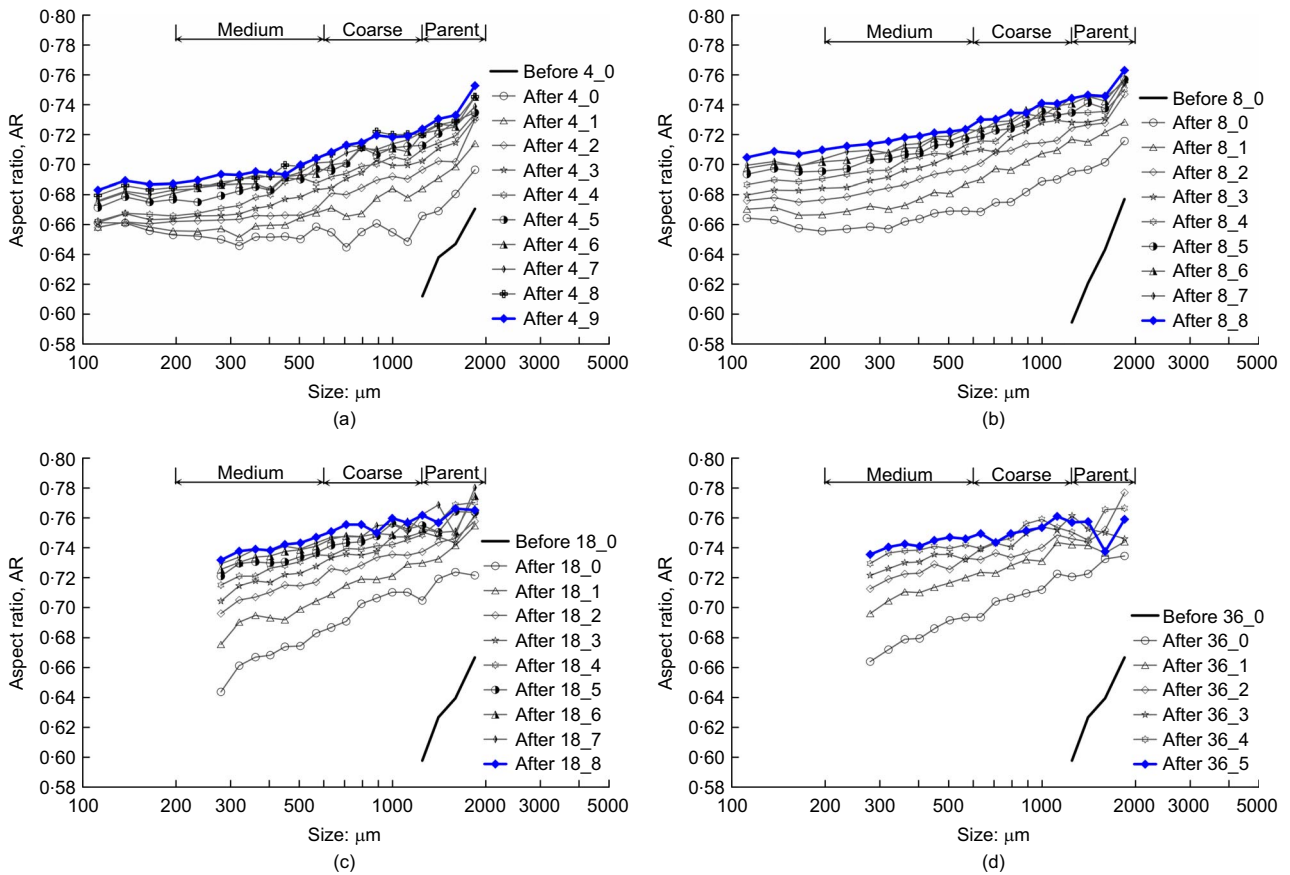 0·80
0·78
0·76
0·74
0·72
0·70
0·68
0·66
0·64
0·62
0·60
0·58
Aspect ratio, AR
Medium Coarse Parent
Before 4_0
After 4_0
After 4_1
After 4_2
After 4_3
After 4_4
After 4_5
After 4_6
After 4_7
After 4_8
After 4_9
100 200 300 500 1000 2000 3000 5000
Size: μm
(a)
0·80
0·78
0·76
0·74
0·72
0·70
0·68
0·66
0·64
0·62
0·60
0·58
Aspect ratio, AR
Medium Coarse Parent
Before 8_0
After 8_0
After 8_1
After 8_2
After 8_3
After 8_4
After 8_5
After 8_6
After 8_7
After 8_8
100 200 300 500 1000 2000 3000 5000
Size: μm
(b)
0·80
0·78
0·76
0·74
0·72
0·70
0·68
0·66
0·64
0·62
0·60
0·58
Aspect ratio, AR
Medium Coarse Parent
Before 18_0
After 18_0
After 18_1
After 18_2
After 18_3
After 18_4
After 18_5
After 18_6
After 18_7
After 18_8
100 200 300 500 1000 2000 3000 5000
Size: μm
(c)
0·80
0·78
0·76
0·74
0·72
0·70
0·68
0·66
0·64
0·62
0·60
0·58
Aspect ratio, AR
Medium Coarse Parent
Before 36_0
After 36_0
After 36_1
After 36_2
After 36_3
After 36_4
After 36_5
100 200 300 500 1000 2000 3000 5000
Size: μm
(d)